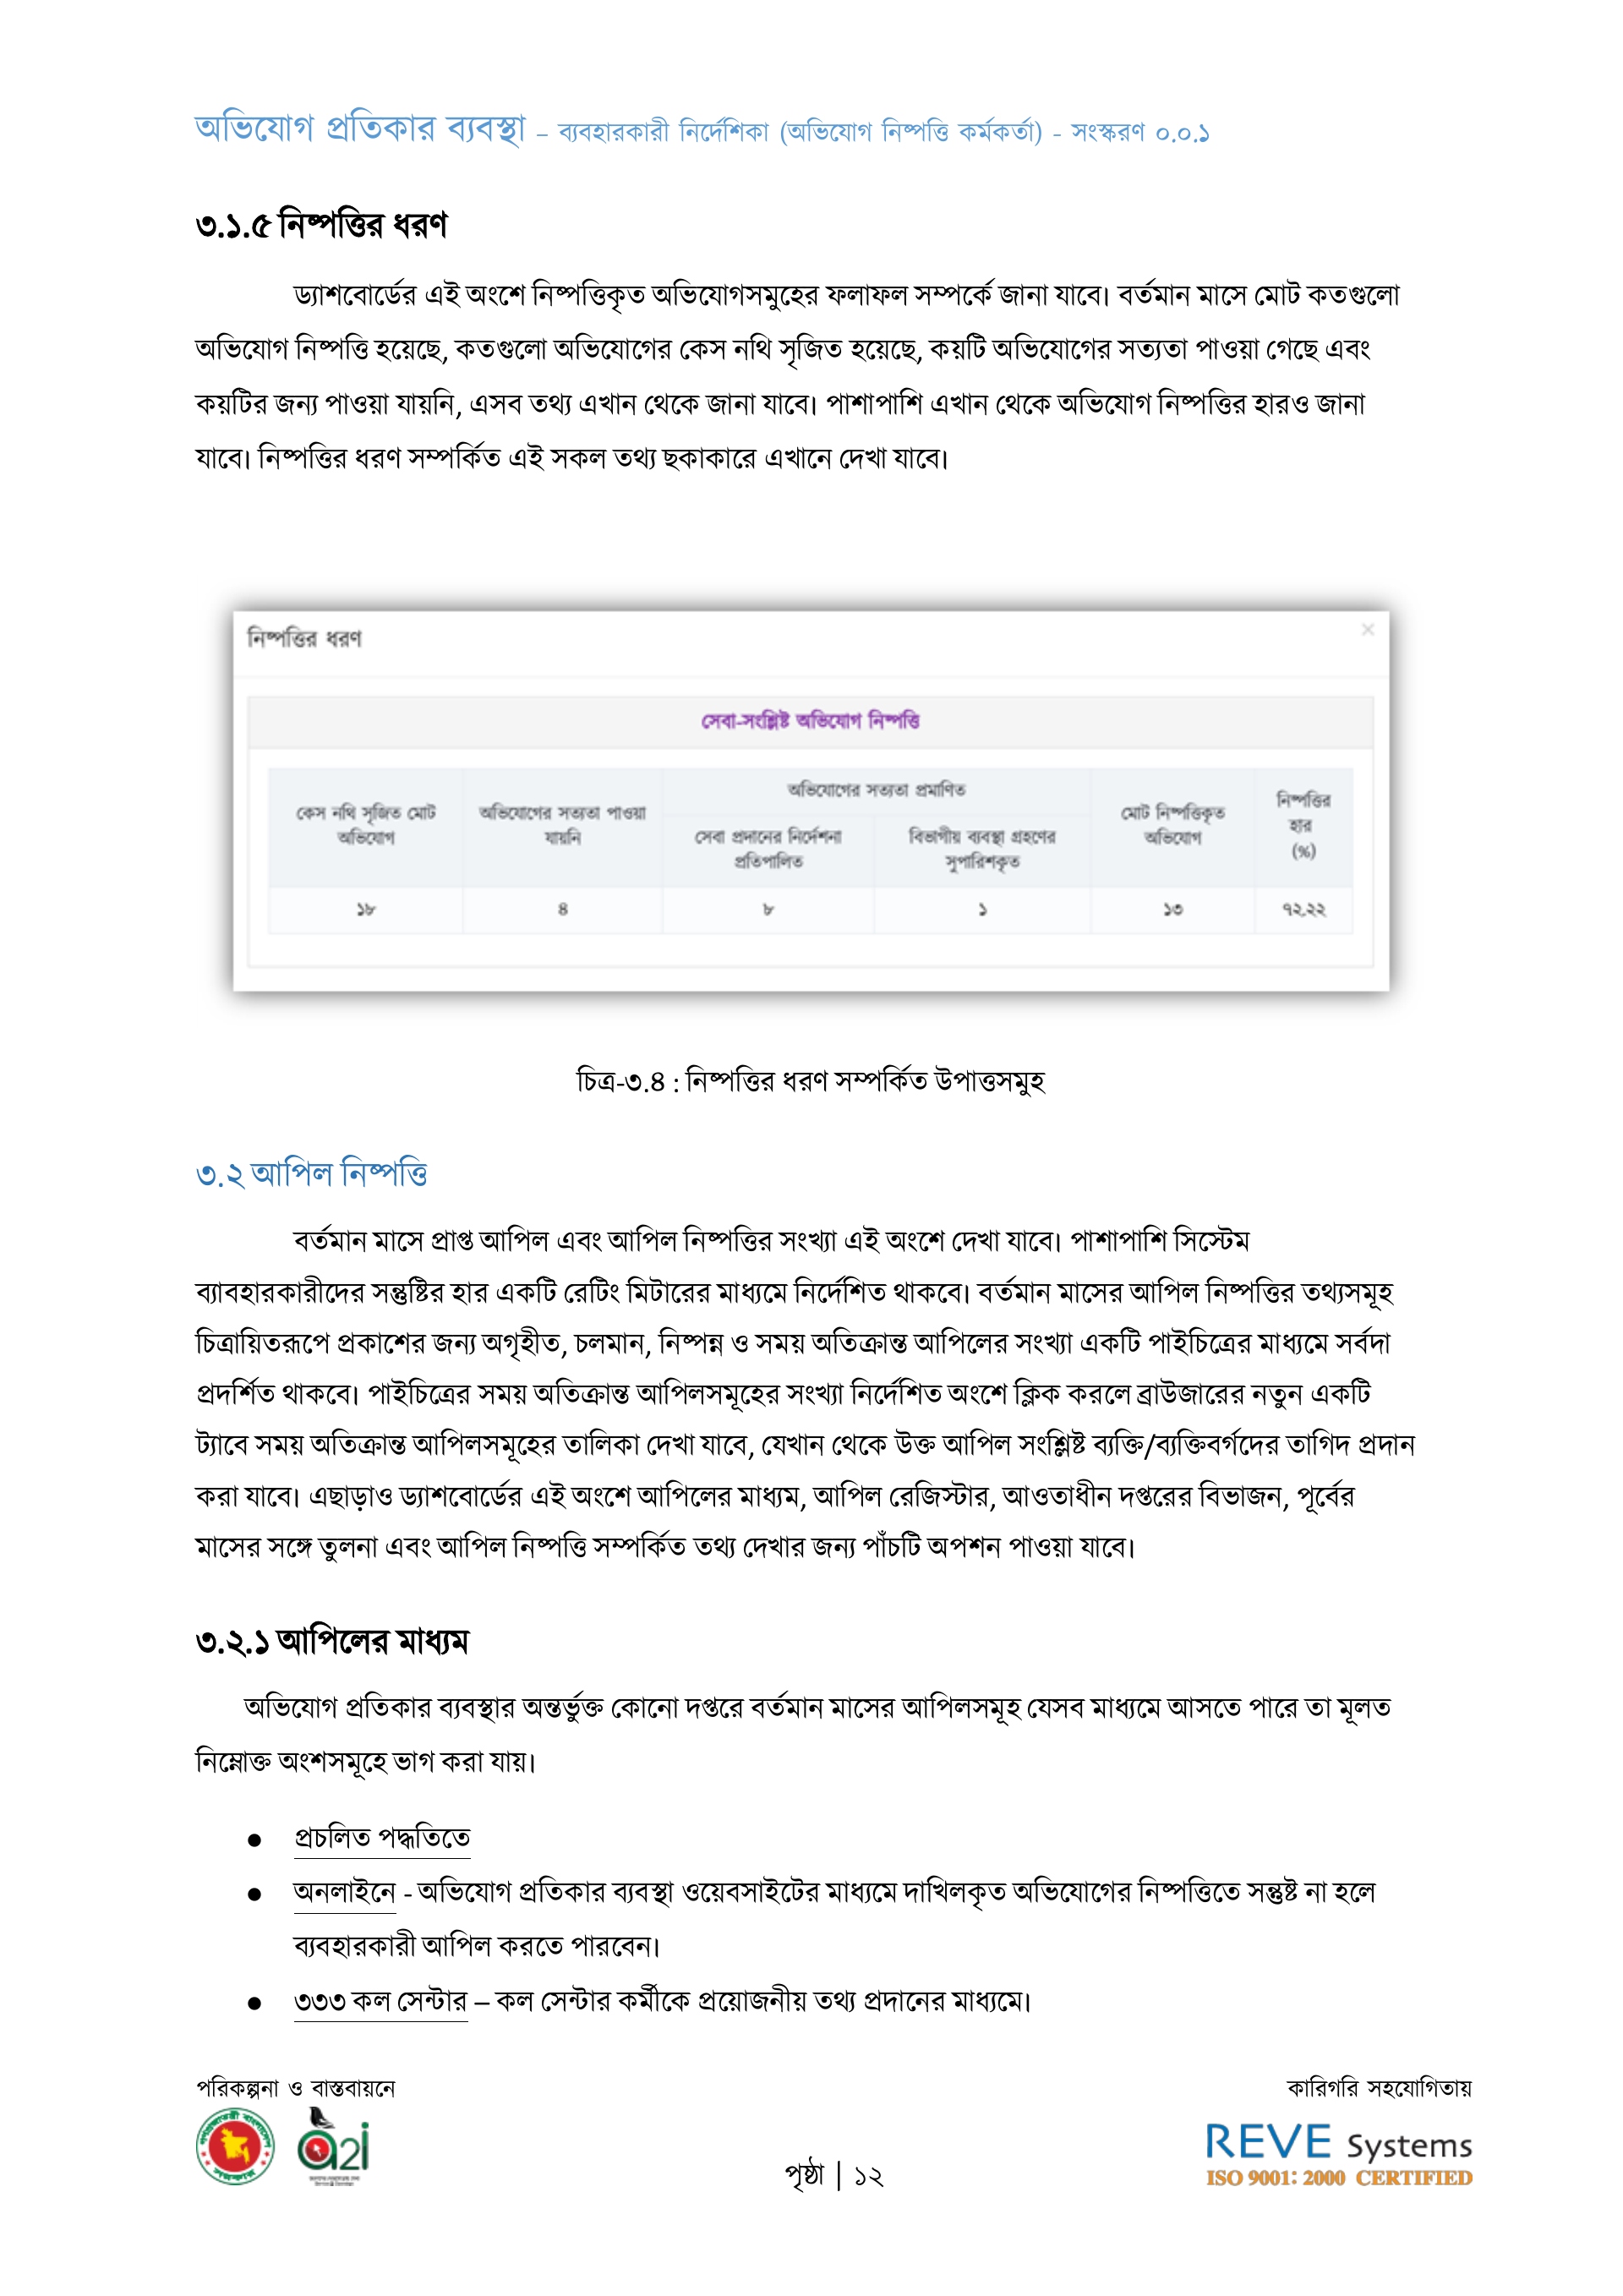 অভিযোগ প্রতিকার ব্যবস্থা – ব্যবহারকারী নির্দেশিকা (অভিযোগ নিষ্পত্তি কর্মকর্তা) - সংস্করণ ০.০.১
৩.১.৫ নিষ্পত্তির ধরণ
ড্যাশবোর্ডের এই অংশে নিষ্পত্তিকৃত অভিযোগসমুহের ফলাফল সম্পর্কে জানা যাবে। বর্তমান মাসে মোট কতগুলো
অভিযোগ নিষ্পত্তি হয়েছে, কতগুলো অভিযোগের কেস নথি সৃজিত হয়েছে, কয়টি অভিযোগের সত্যতা পাওয়া গেছে এবং
কয়টির জন্য পাওয়া যায়নি, এসব তথ্য এখান থেকে জানা যাবে। পাশাপাশি এখান থেকে অভিযোগ নিষ্পত্তির হারও জানা
যাবে। নিষ্পত্তির ধরণ সম্পর্কিত এই সকল তথ্য ছকাকারে এখানে দেখা যাবে।
নিষ্পত্তির ধরণ
সেবা-সংশ্লিষ্ট অভিযোগ নিষ্পত্তি
কেস নথি সৃজিত মোট
অভিযোগ
অভিযোগের সত্যতা পাওয়া
যায়নি
অভিযোগের সত্যতা প্রমাণিত
সেবা প্রদানের নির্দেশনা
প্রতিপালিত
বিভাগীয় ব্যবস্থা গ্রহণের
সুপারিশকৃত
মোট নিষ্পত্তিকৃত
অভিযোগ
নিষ্পত্তির
হার
(%)
১৮ ৪ ৮ ১ ১৩ ৭২.২২
চিত্র-৩.৪ : নিষ্পত্তির ধরণ সম্পর্কিত উপাত্তসমুহ
৩.২ আপিল নিষ্পত্তি
বর্তমান মাসে প্রাপ্ত আপিল এবং আপিল নিষ্পত্তির সংখ্যা এই অংশে দেখা যাবে। পাশাপাশি সিস্টেম
ব্যাবহারকারীদের সন্তুষ্টির হার একটি রেটিং মিটারের মাধ্যমে নির্দেশিত থাকবে। বর্তমান মাসের আপিল নিষ্পত্তির তথ্যসমূহ
চিত্রায়িতরূপে প্রকাশের জন্য অগৃহীত, চলমান, নিষ্পন্ন ও সময় অতিক্রান্ত আপিলের সংখ্যা একটি পাইচিত্রের মাধ্যমে সর্বদা
প্রদর্শিত থাকবে। পাইচিত্রের সময় অতিক্রান্ত আপিলসমূহের সংখ্যা নির্দেশিত অংশে ক্লিক করলে ব্রাউজারের নতুন একটি
ট্যাবে সময় অতিক্রান্ত আপিলসমূহের তালিকা দেখা যাবে, যেখান থেকে উক্ত আপিল সংশ্লিষ্ট ব্যক্তি/ব্যক্তিবর্গদের তাগিদ প্রদান
করা যাবে। এছাড়াও ড্যাশবোর্ডের এই অংশে আপিলের মাধ্যম, আপিল রেজিস্টার, আওতাধীন দপ্তরের বিভাজন, পূর্বের
মাসের সঙ্গে তুলনা এবং আপিল নিষ্পত্তি সম্পর্কিত তথ্য দেখার জন্য পাঁচটি অপশন পাওয়া যাবে।
৩.২.১ আপিলের মাধ্যম
অভিযোগ প্রতিকার ব্যবস্থার অন্তর্ভুক্ত কোনো দপ্তরে বর্তমান মাসের আপিলসমূহ যেসব মাধ্যমে আসতে পারে তা মূলত
নিম্নোক্ত অংশসমূহে ভাগ করা যায়।
● প্রচলিত পদ্ধতিতে
● অনলাইনে - অভিযোগ প্রতিকার ব্যবস্থা ওয়েবসাইটের মাধ্যমে দাখিলকৃত অভিযোগের নিষ্পত্তিতে সন্তুষ্ট না হলে
ব্যবহারকারী আপিল করতে পারবেন।
● ৩৩৩ কল সেন্টার – কল সেন্টার কর্মীকে প্রয়োজনীয় তথ্য প্রদানের মাধ্যমে।
পরিকল্পনা ও বাস্তবায়নে
কারিগরি সহযোগিতায়
a2i
REVE Systems
ISO 9001: 2000 CERTIFIED
পৃষ্ঠা | ১২